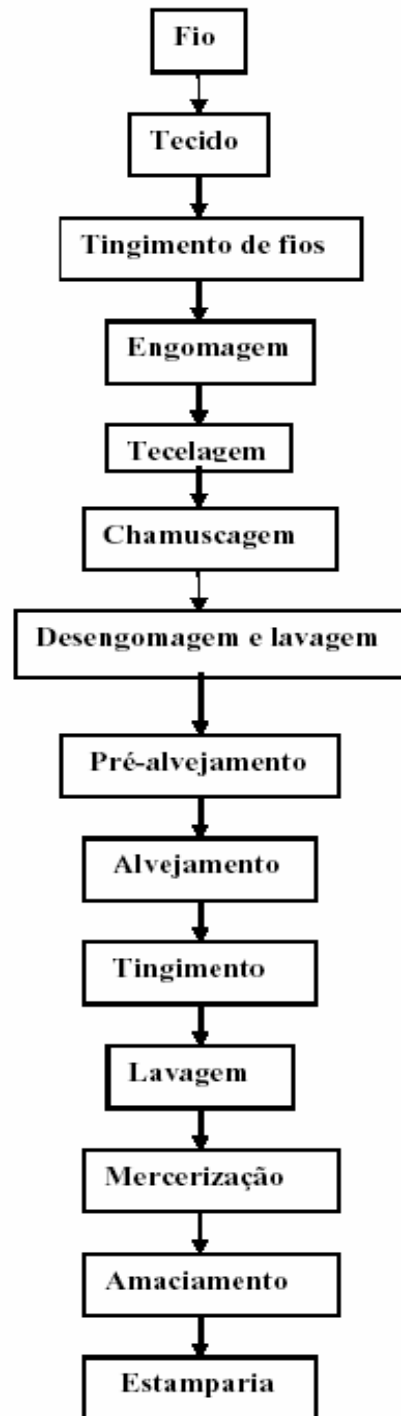 Fio
Tecido
Tingimento de fios
Engomagem
Tecelagem
Chamuscagem
Desengomagem e lavagem
Pré-alvejamento
Alvejamento
Tingimento
Lavagem
Mercerização
Amaciamento
Estamparia